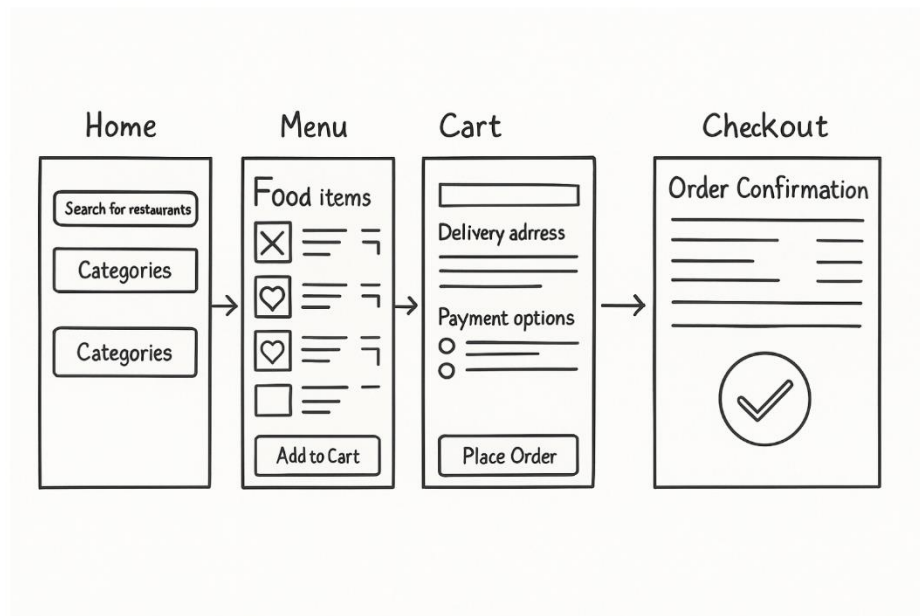 Home
Search for restaurants
Categories
Categories
Menu
Food items
Add to Cart
Cart
Delivery adrress
Payment options
Place Order
Checkout
Order Confirmation